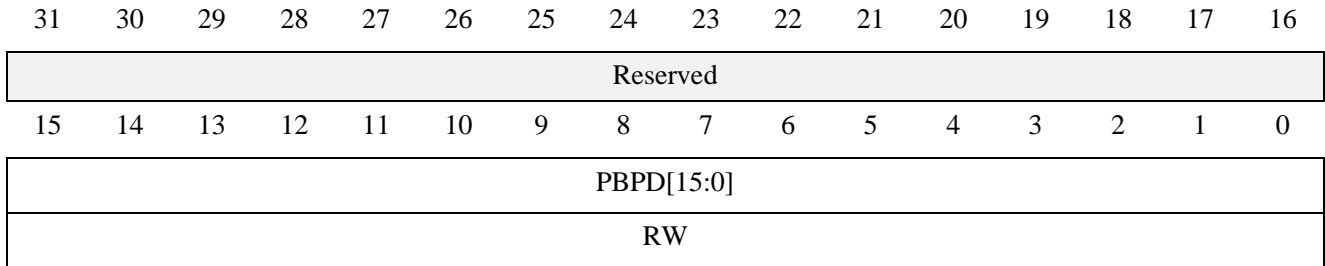 31 30 29 28 27 26 25 24 23 22 21 20 19 18 17 16
Reserved
15 14 13 12 11 10 9 8 7 6 5 4 3 2 1 0
PBPD[15:0]
RW